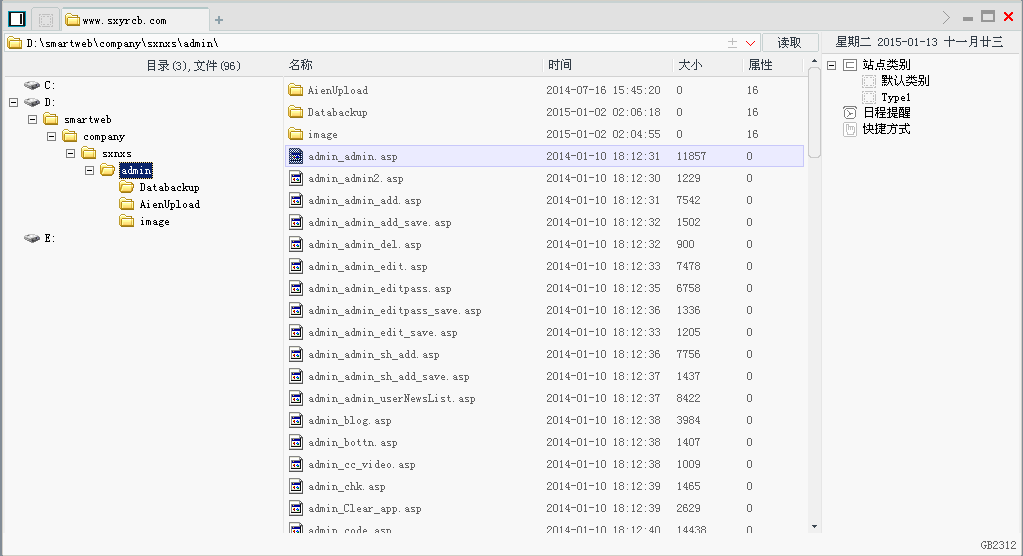 www.sxyrcb.com
D:\smartweb\company\sxnxs\admin\ 读取 星期二 2015-01-13 十一月廿三
目录(3),文件(96) 名称 时间 大小 属性
C:
D:
smartweb
company
sxnxs
admin
Databackup
AienUpload
image
E:
AienUpload 2014-07-16 15:45:20 0 16
Databackup 2015-01-02 02:06:18 0 16
image 2015-01-02 02:04:55 0 16
admin_admin.asp 2014-01-10 18:12:31 11857 0
admin_admin2.asp 2014-01-10 18:12:30 1229 0
admin_admin_add.asp 2014-01-10 18:12:31 7542 0
admin_admin_add_save.asp 2014-01-10 18:12:32 1502 0
admin_admin_del.asp 2014-01-10 18:12:32 900 0
admin_admin_edit.asp 2014-01-10 18:12:33 7478 0
admin_admin_editpass.asp 2014-01-10 18:12:35 6758 0
admin_admin_editpass_save.asp 2014-01-10 18:12:36 1336 0
admin_admin_edit_save.asp 2014-01-10 18:12:33 1205 0
admin_admin_sh_add.asp 2014-01-10 18:12:36 7756 0
admin_admin_sh_add_save.asp 2014-01-10 18:12:37 1437 0
admin_admin_userNewsList.asp 2014-01-10 18:12:37 8422 0
admin_blog.asp 2014-01-10 18:12:38 3984 0
admin_bottn.asp 2014-01-10 18:12:38 1407 0
admin_cc_video.asp 2014-01-10 18:12:38 1009 0
admin_chk.asp 2014-01-10 18:12:39 1465 0
admin_Clear_app.asp 2014-01-10 18:12:39 2629 0
admin_code.asp 2014-01-10 18:12:40 14438 0
站点类别
默认类别
Type1
日程提醒
快捷方式
GB2312